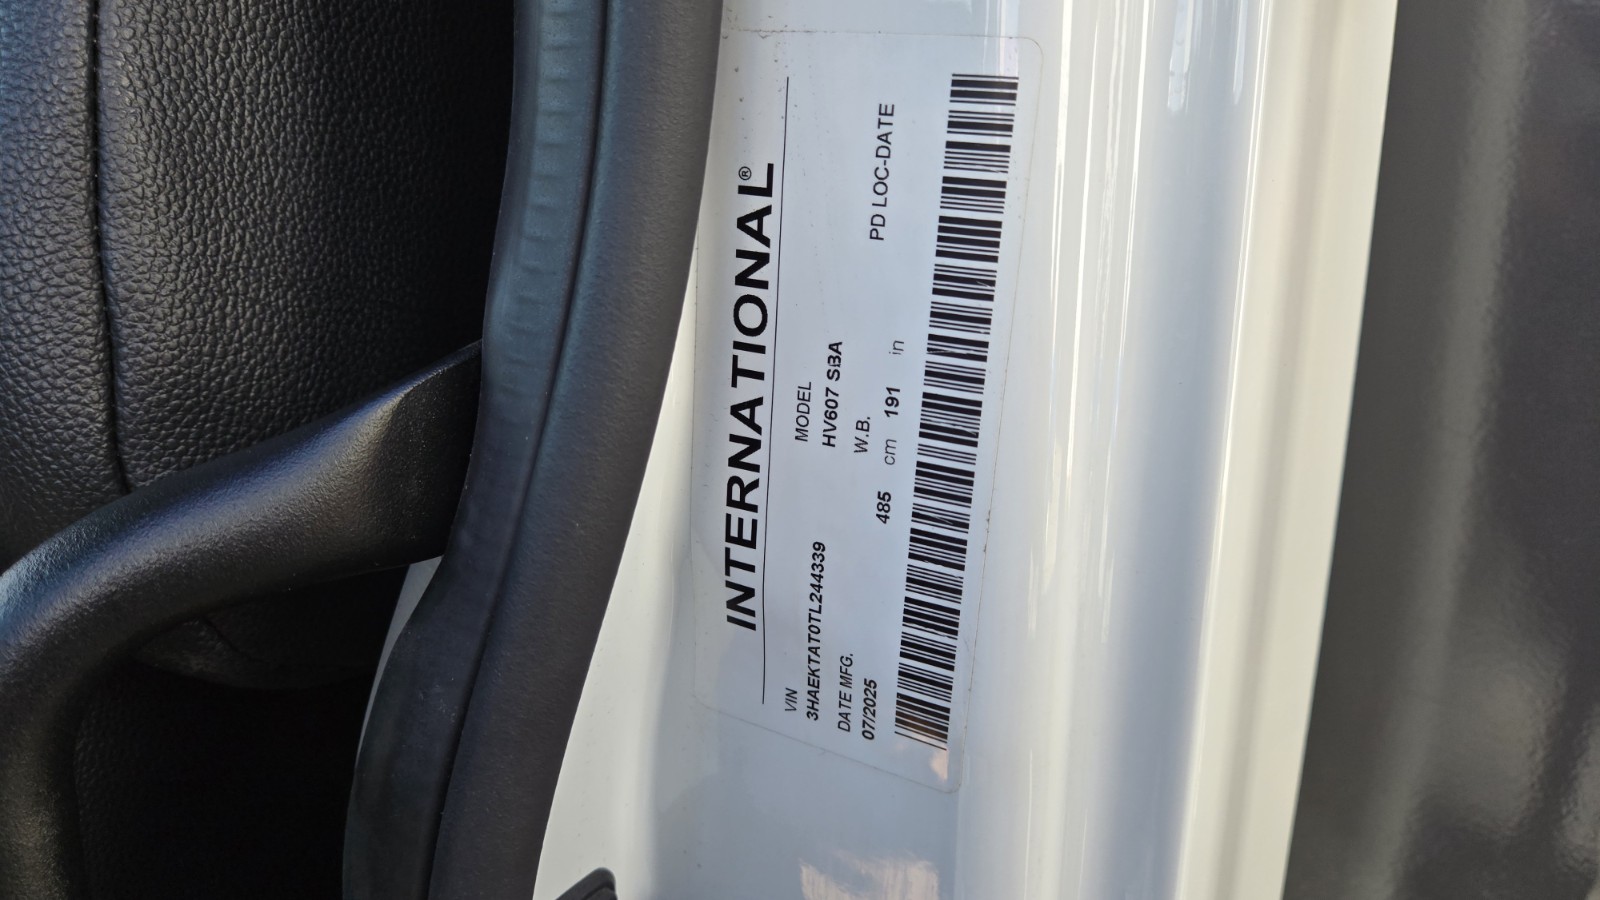 INTERNATIONAL®
VIN
3HAEKTAT0TL244339
MODEL
HV607 SBA
DATE MFG.
07/2025
W.B.
485 cm 191 in
PD LOC-DATE